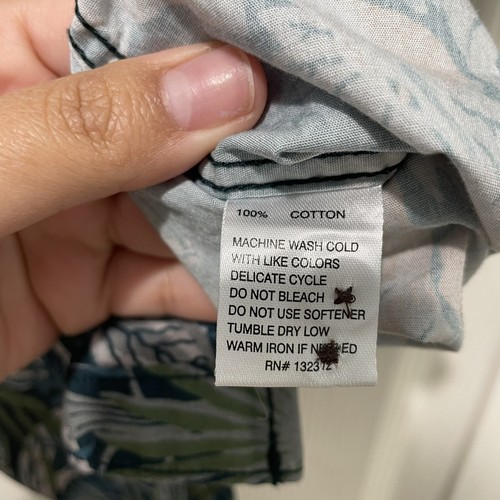 100% COTTON
MACHINE WASH COLD
WITH LIKE COLORS
DELICATE CYCLE
DO NOT BLEACH
DO NOT USE SOFTENER
TUMBLE DRY LOW
WARM IRON IF
RN#